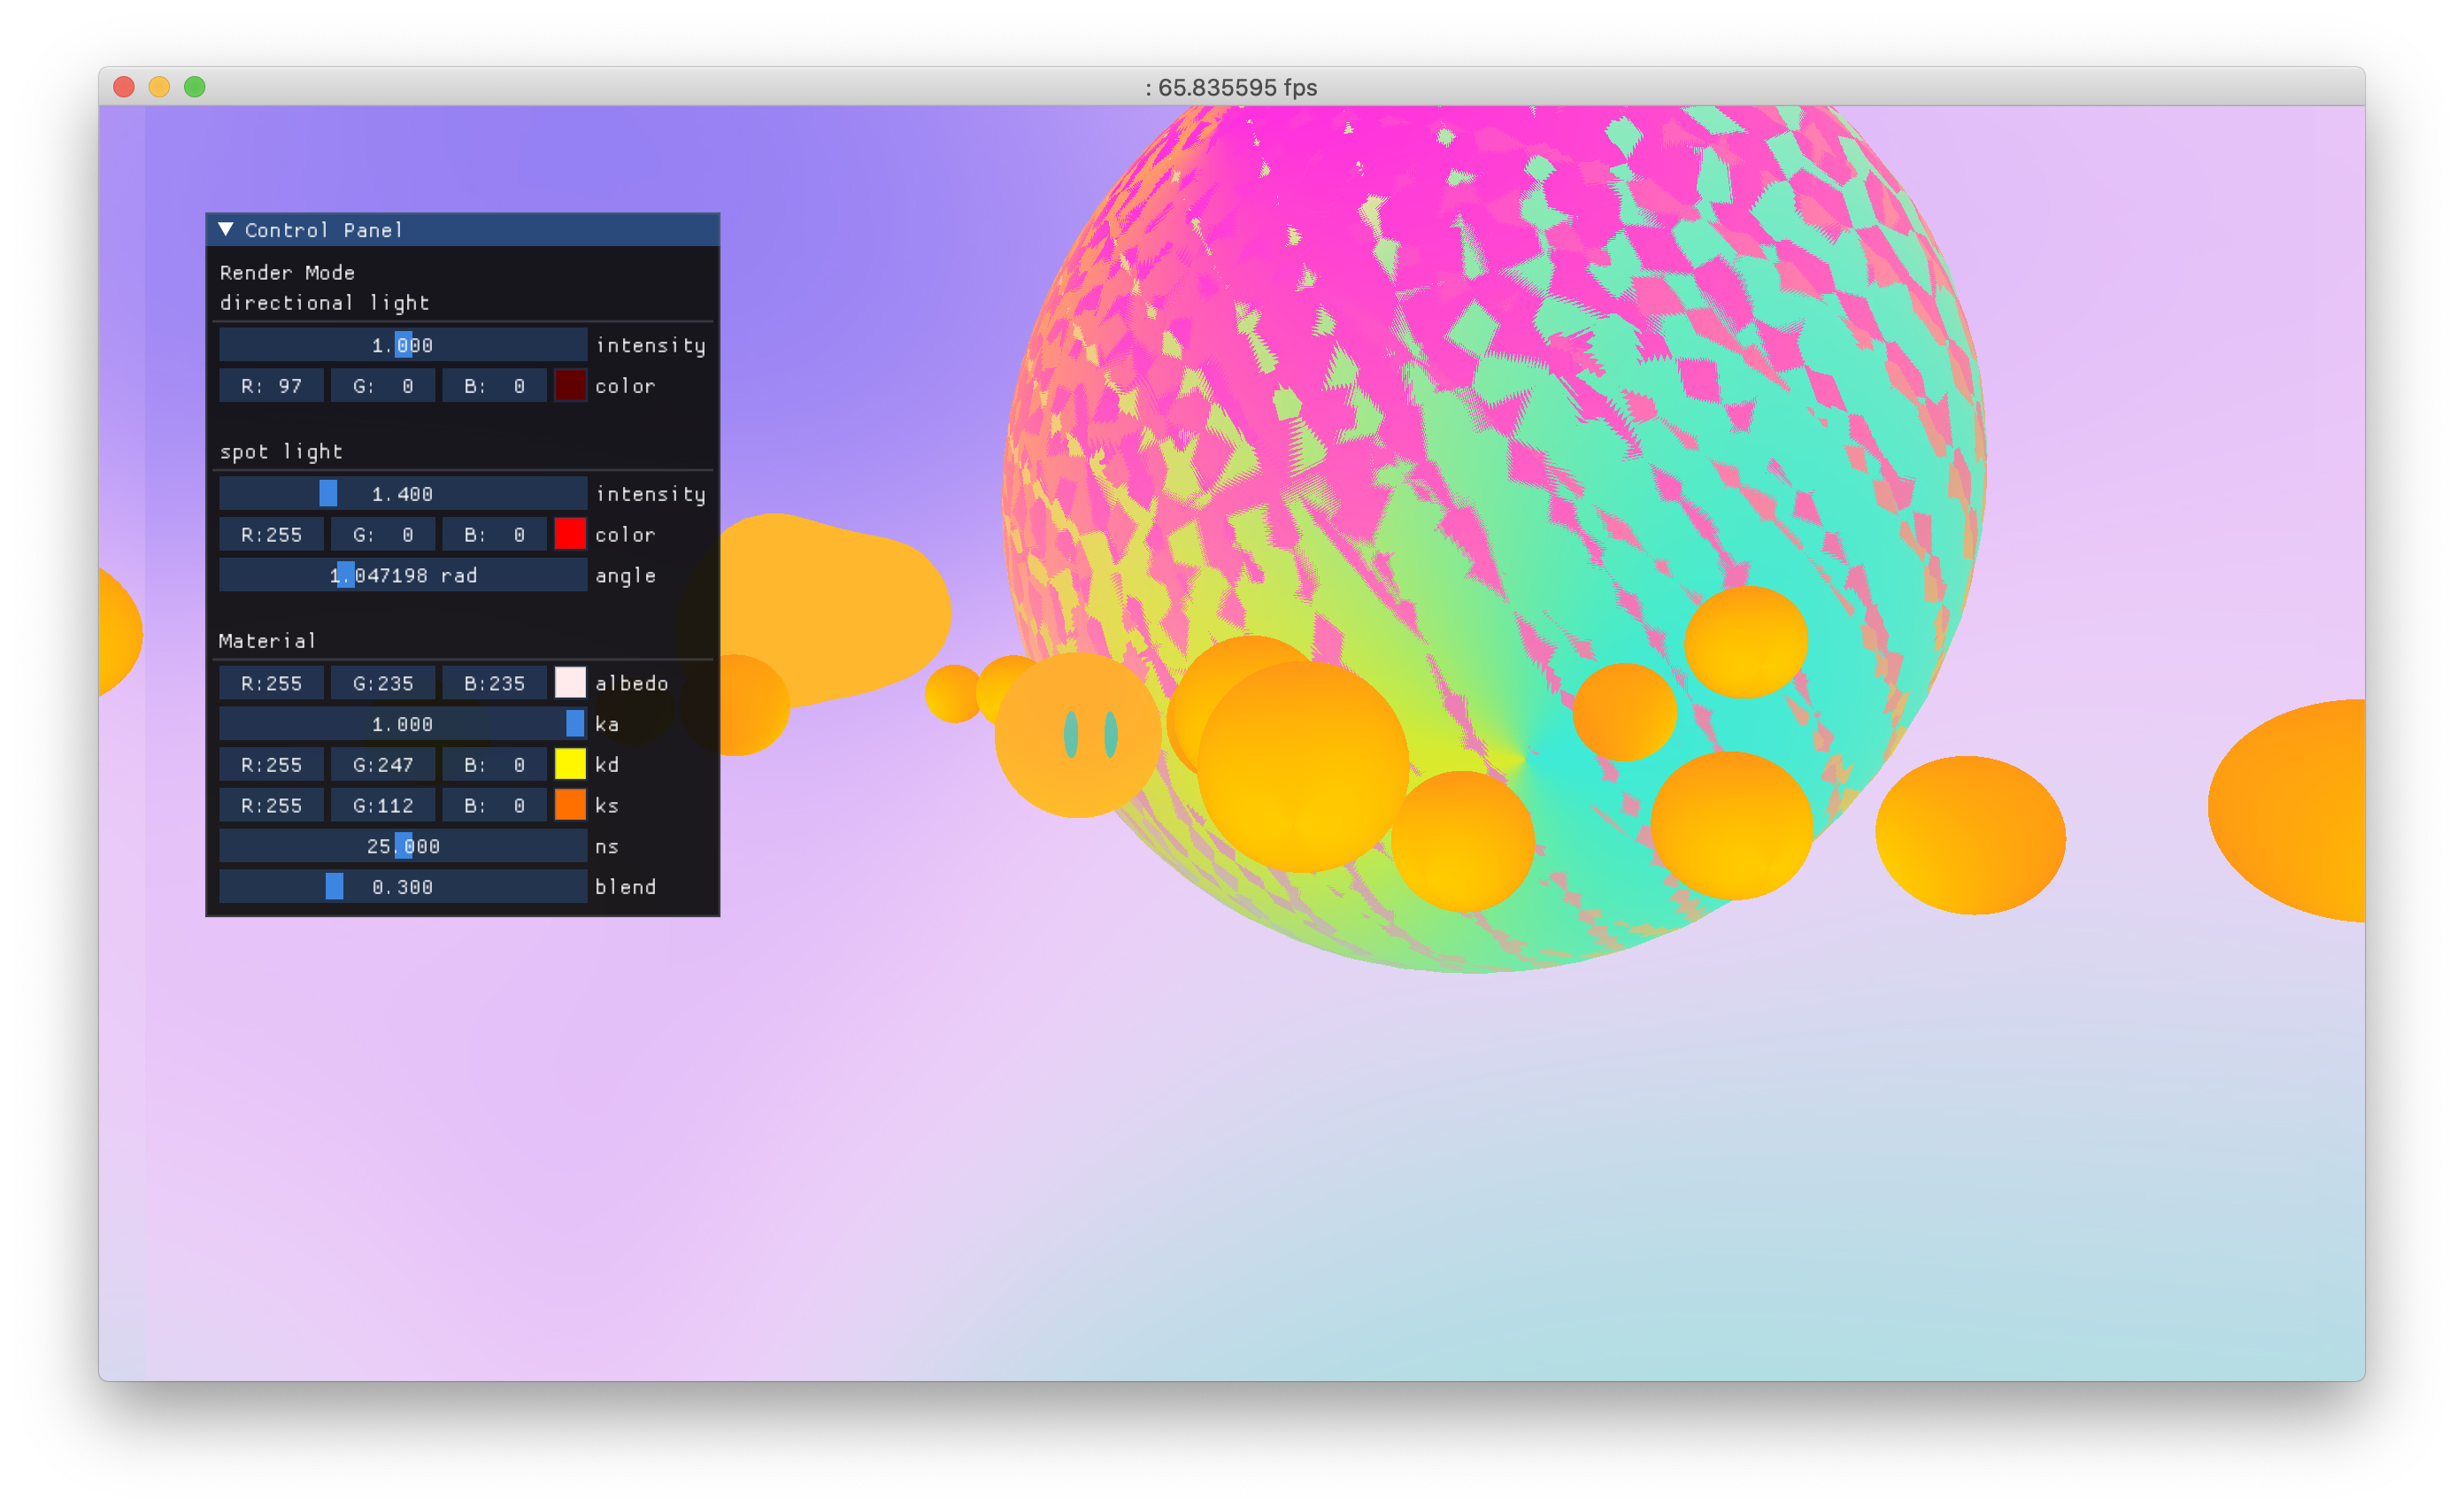 : 65.835595 fps
Control Panel
Render Mode
directional light
1.000 intensity
R: 97 G: 0 B: 0 color
spot light
1.400 intensity
R:255 G: 0 B: 0 color
1.047198 rad angle
Material
R:255 G:235 B:235 albedo
1.000 ka
R:255 G:247 B: 0 kd
R:255 G:112 B: 0 ks
25.000 ns
0.300 blend